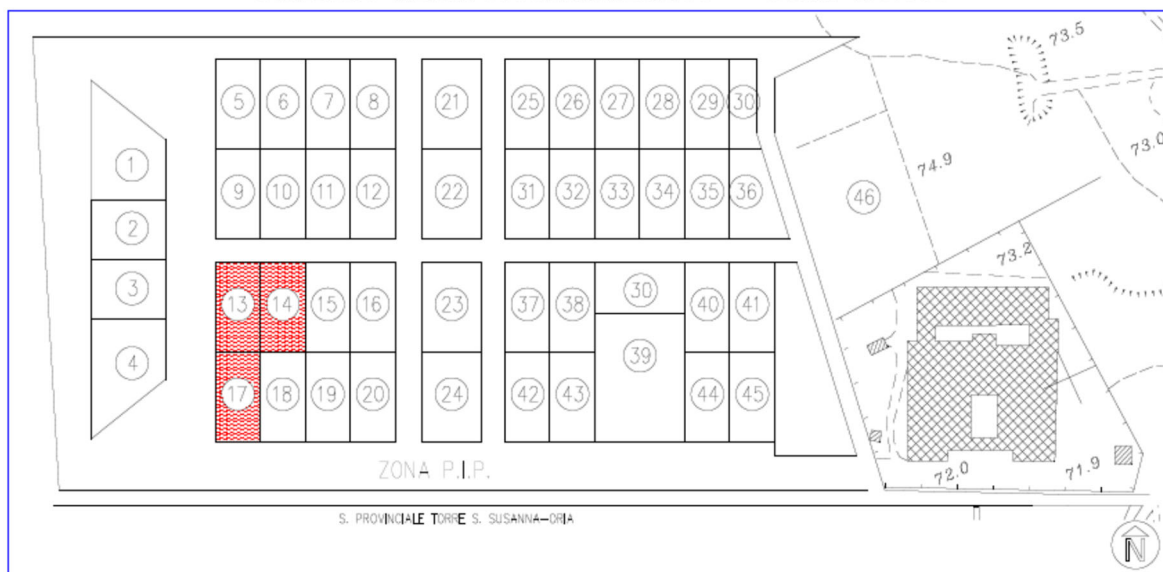 73.5
5 6 7 8 21 25 26 27 28 29 30
73.0
1
74.9
9 10 11 12 22 31 32 33 34 35 36 46
2
73.2
3
13 14 15 16 23 37 38 30 40 41
39
4
17 18 19 20 24 42 43 44 45
ZONA P.I.P.
72.0 71.9
S. PROVINCIALE TORRE S. SUSANNA-ORIA
N